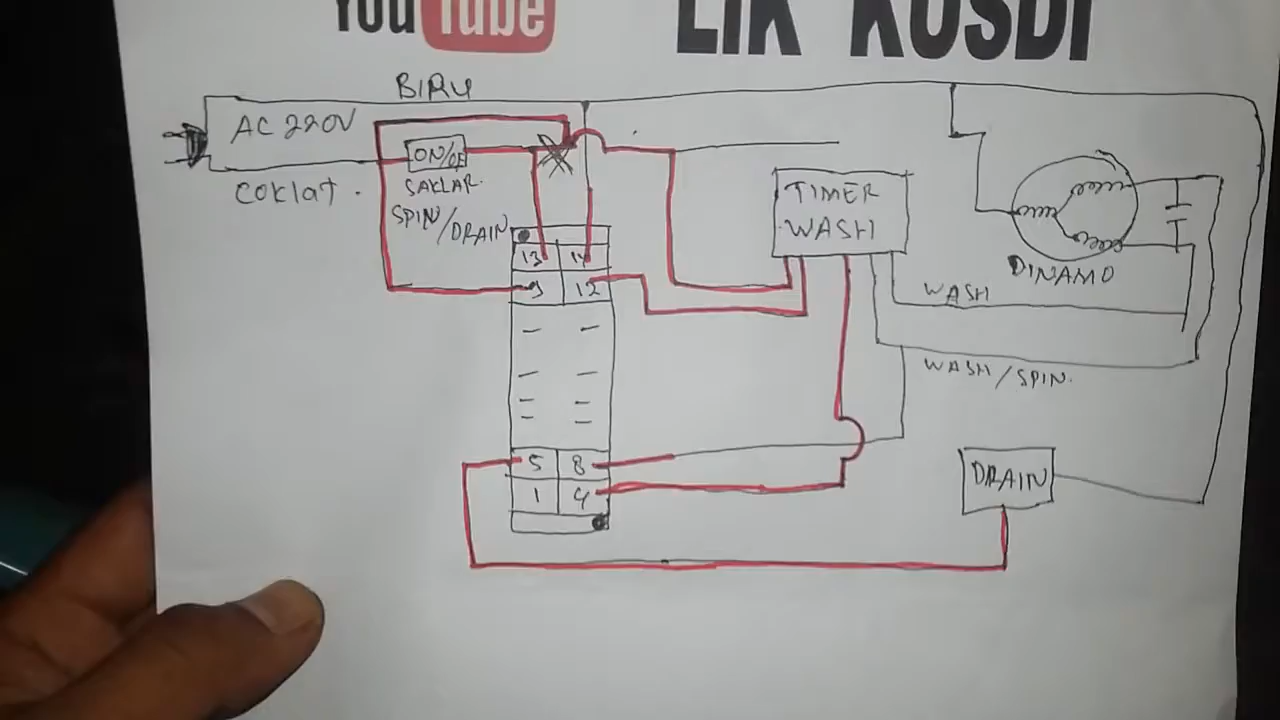 YouTube
LIK KUSDI
BIRU
AC 220V
COKLAT.
ON/OF
SAKLAR.
SPIN/DRAIN
13 14
9 12
5 8
1 4
TIMER
WASH
DINAMO
WASH
WASH/SPIN.
DRAIN